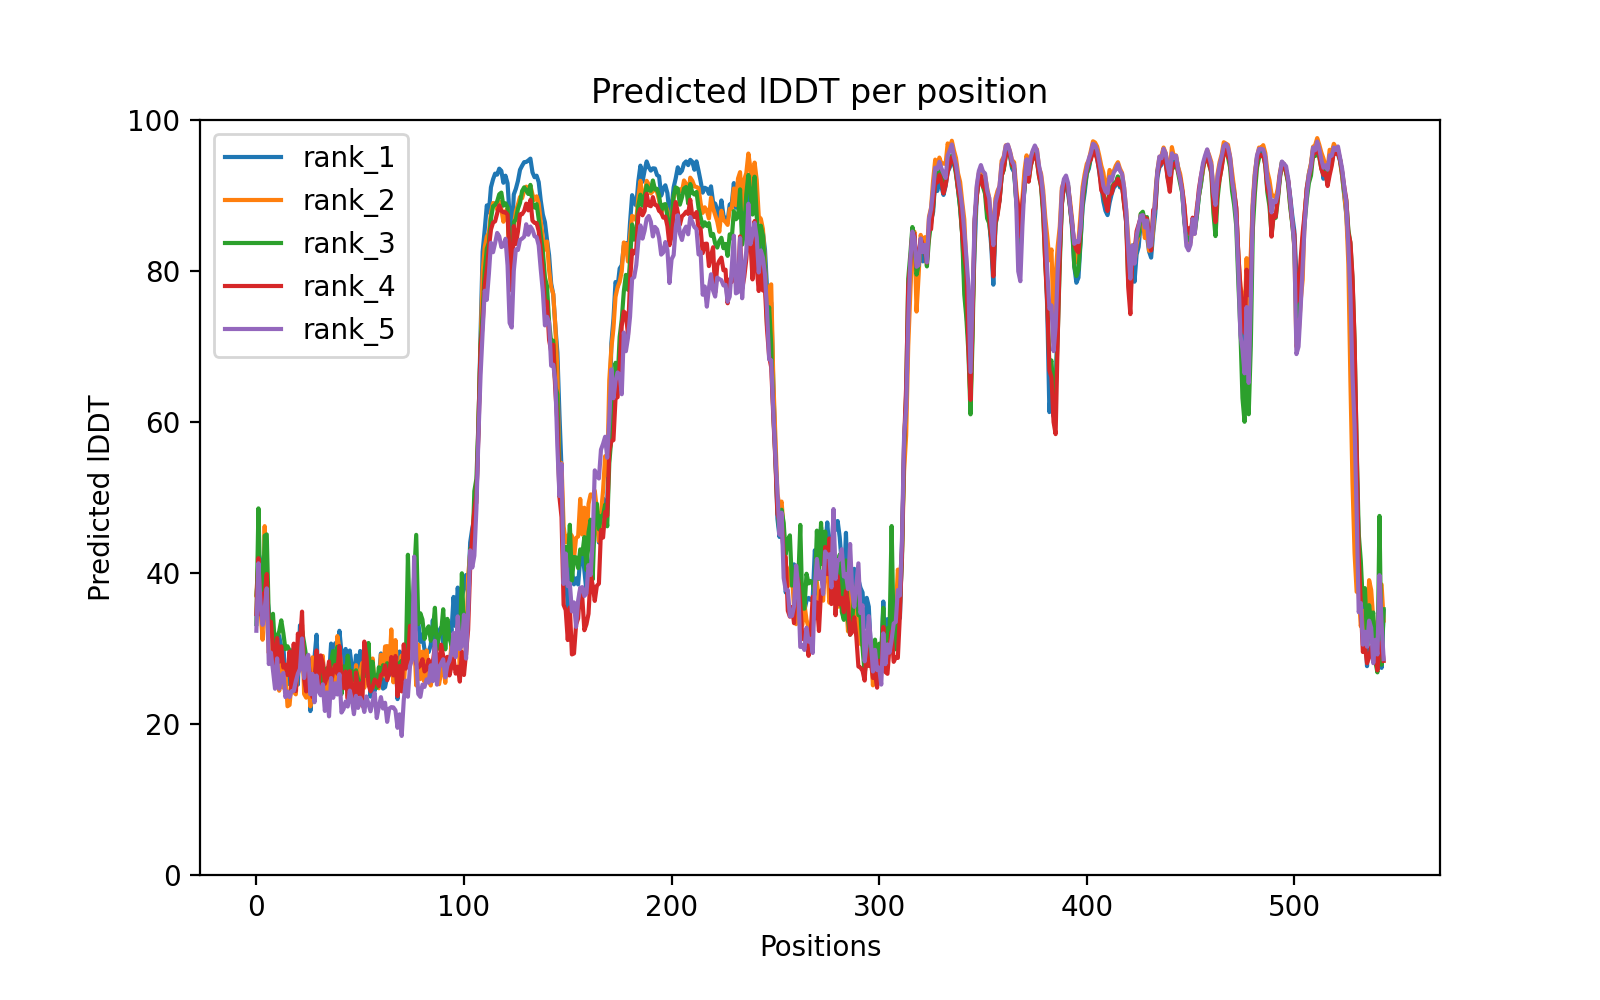 Predicted lDDT per position
100
80
60
40
20
0
Predicted lDDT
rank_1
rank_2
rank_3
rank_4
rank_5
0 100 200 300 400 500
Positions